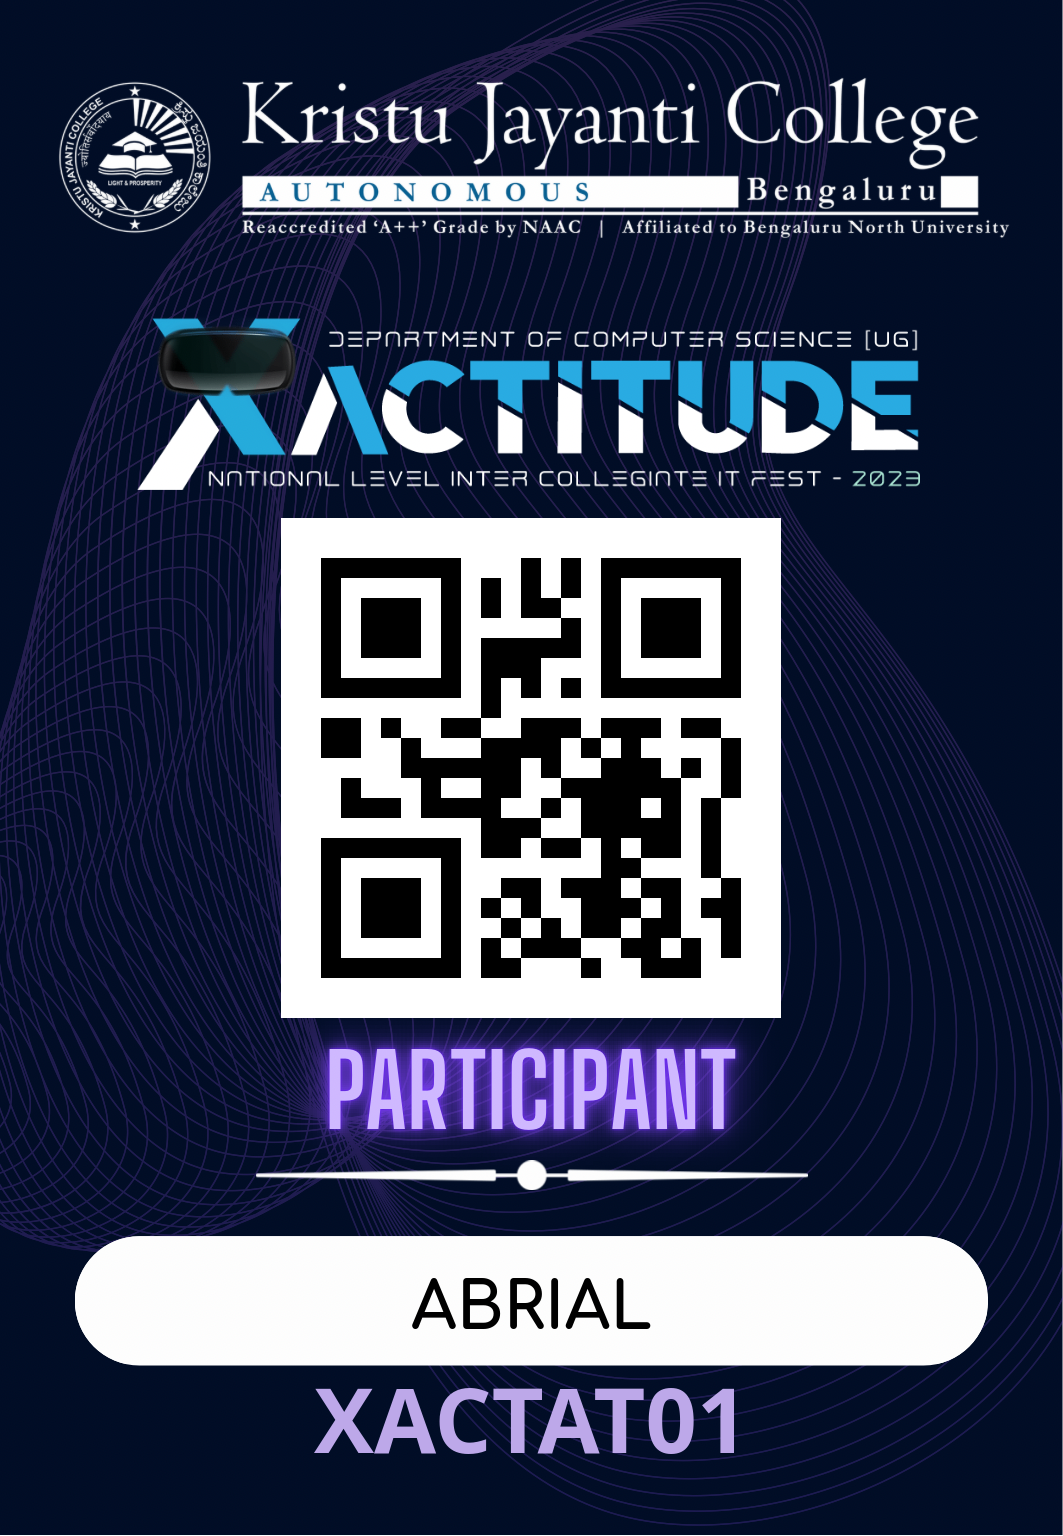 KRISTU JAYANTI COLLEGE
ज्योतिसंवादयाय
LIGHT & PROSPERITY
Kristu Jayanti College
AUTONOMOUS Bengaluru
Reaccredited ‘A++’ Grade by NAAC | Affiliated to Bengaluru North University
DEPARTMENT OF COMPUTER SCIENCE [UG]
XACTITUDE
NATIONAL LEVEL INTER COLLEGIATE IT FEST - 2023
PARTICIPANT
ABRIAL
XACTAT01